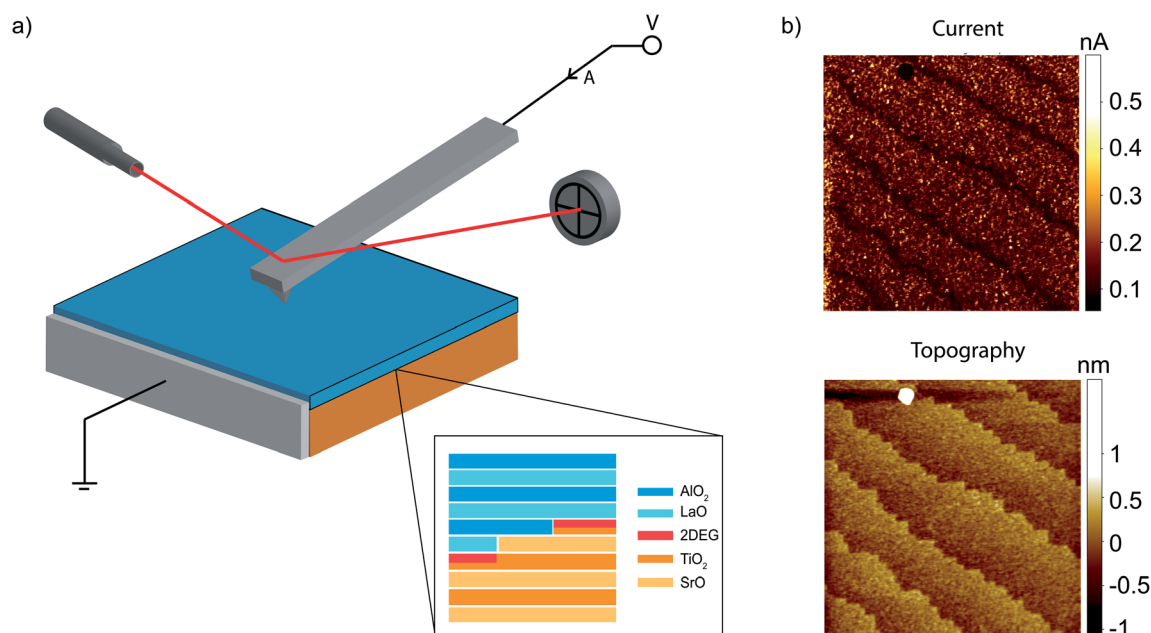 a)
V
A
AlO₂
LaO
2DEG
TiO₂
SrO
b)
Current
nA
0.5
0.4
0.3
0.2
0.1
Topography
nm
1
0.5
0
-0.5
-1